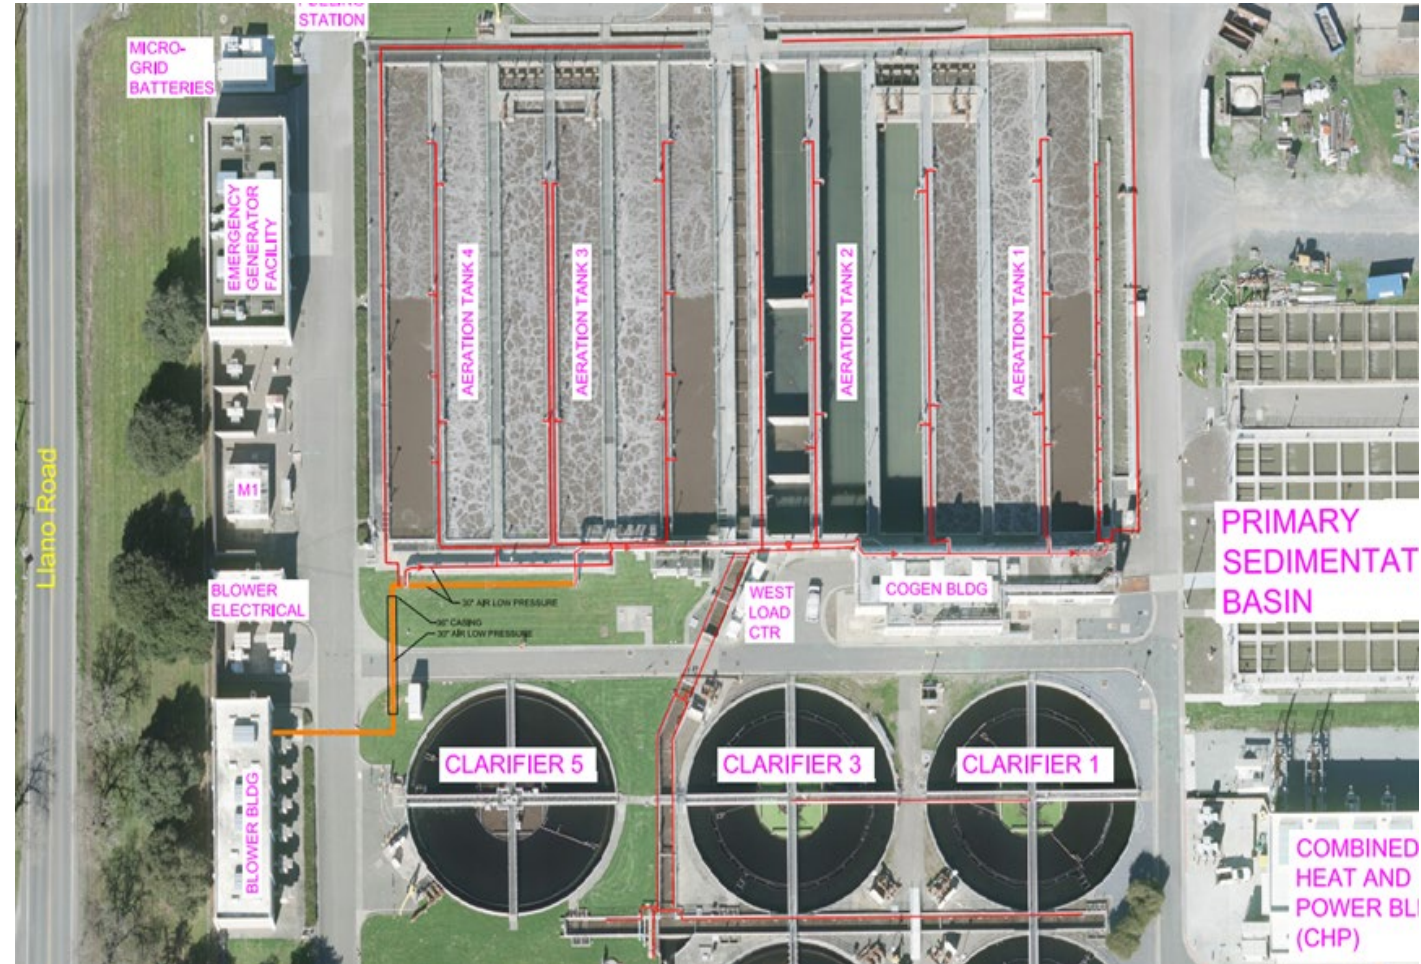 STATION
MICRO-
GRID
BATTERIES
EMERGENCY
GENERATOR
FACILITY
AERATION TANK 4
AERATION TANK 3
AERATION TANK 2
AERATION TANK 1
M1
Llano Road
PRIMARY
SEDIMENTAT
BASIN
BLOWER
ELECTRICAL
30" AIR LOW PRESSURE
CASING
30" AIR LOW PRESSURE
WEST
LOAD
CTR
COGEN BLDG
CLARIFIER 5
CLARIFIER 3
CLARIFIER 1
BLOWER BLDG
COMBINED
HEAT AND
POWER BL
(CHP)